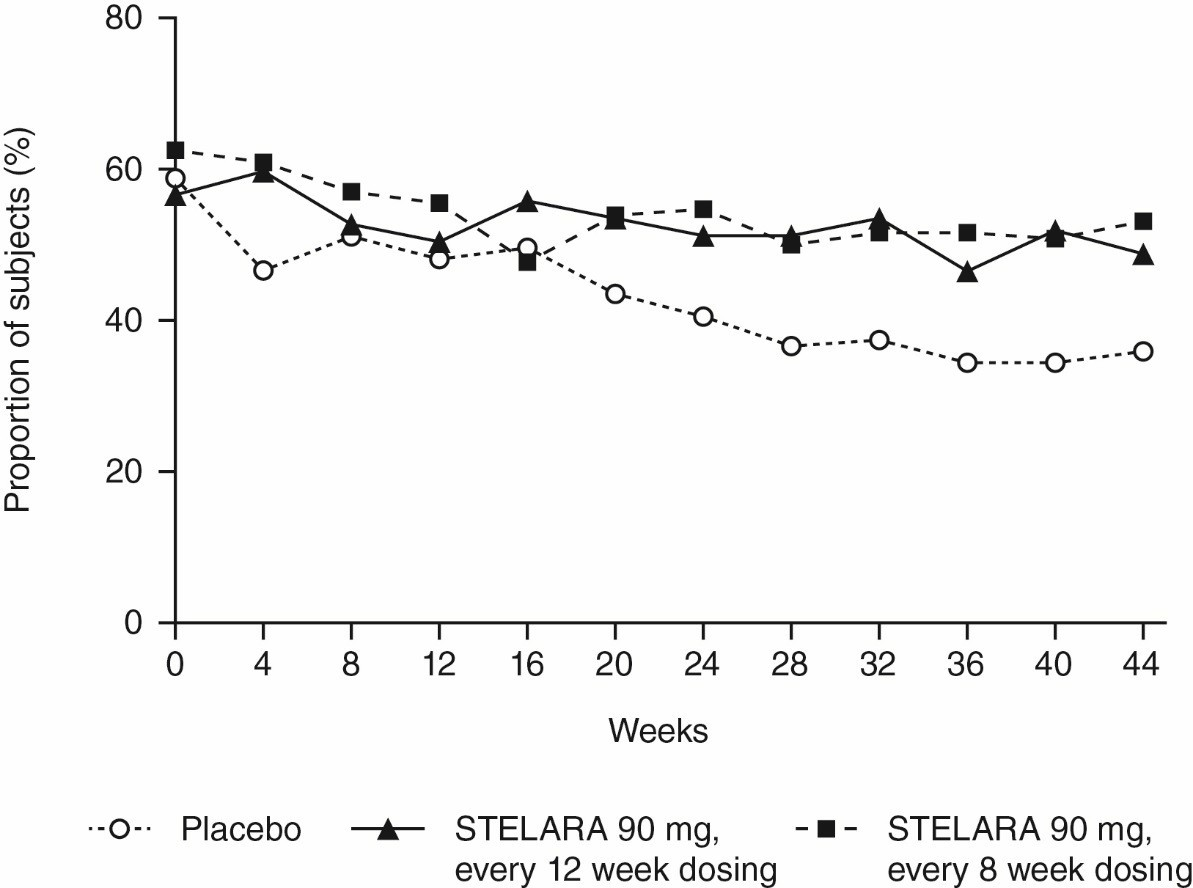 80
60
40
20
0
Proportion of subjects (%)
0 4 8 12 16 20 24 28 32 36 40 44
Weeks
Placebo
STELARA 90 mg,
every 12 week dosing
STELARA 90 mg,
every 8 week dosing